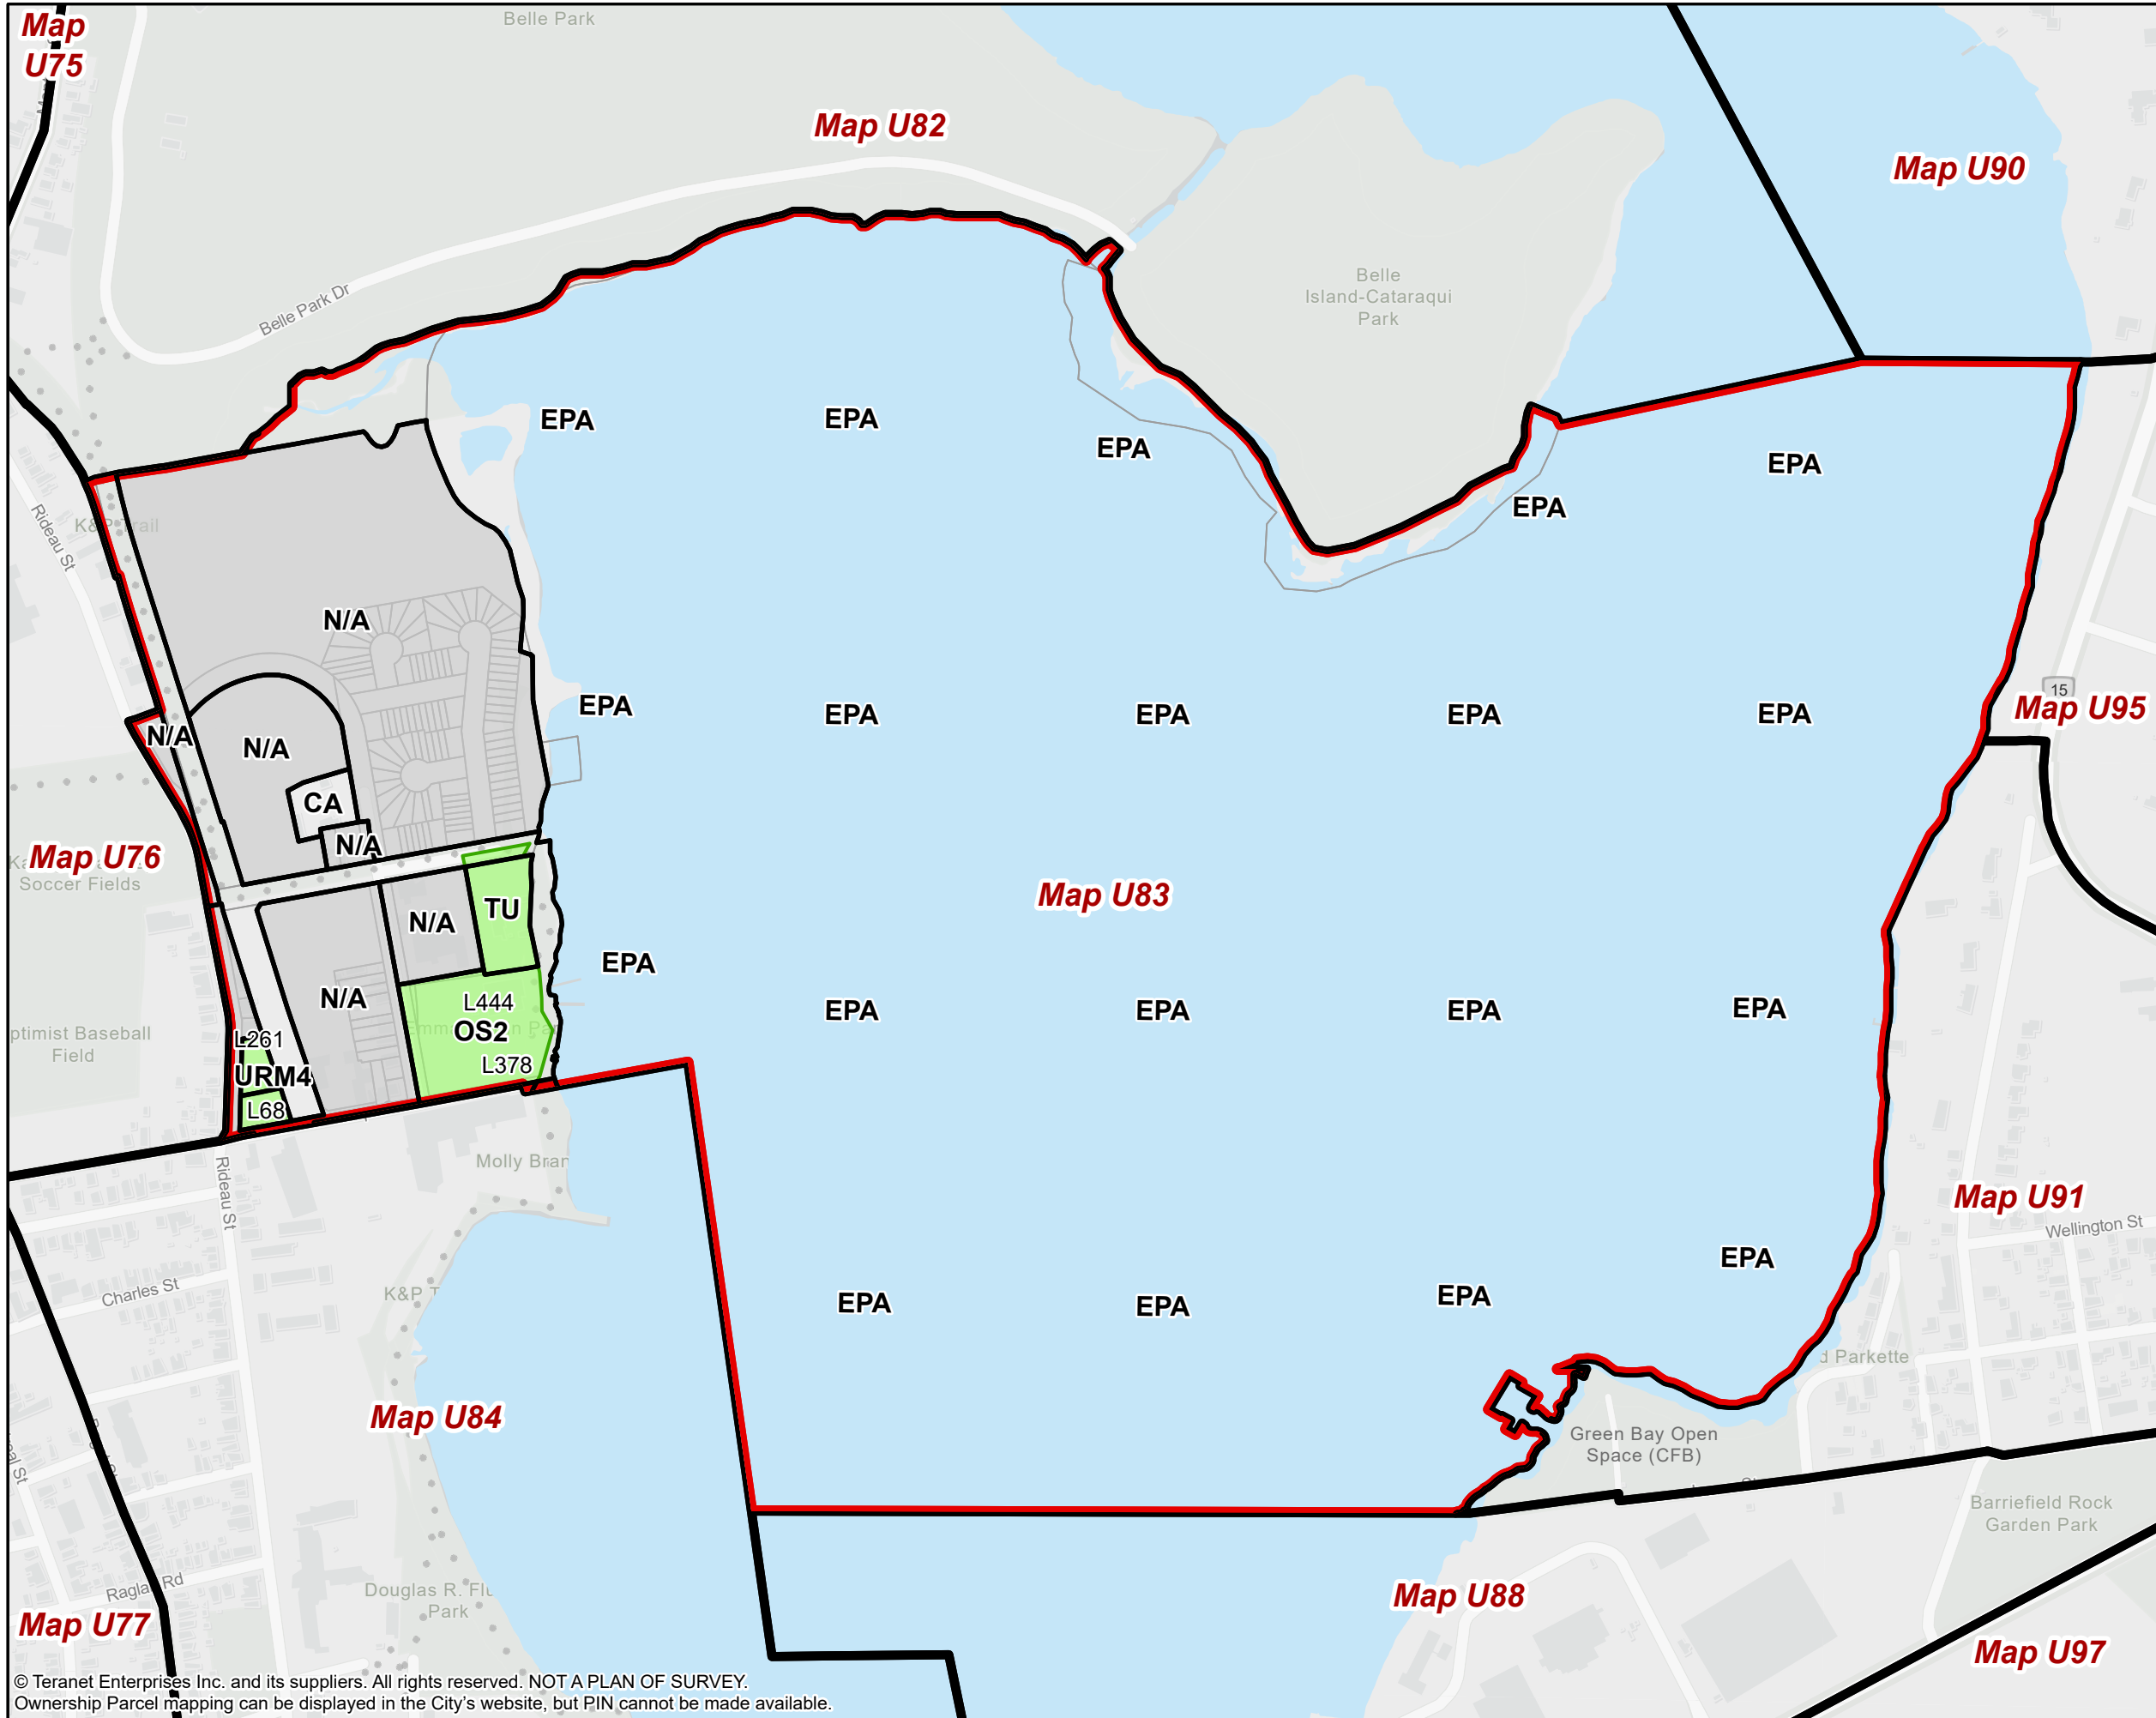 Map
U75
Belle Park
Map U82
Map U90
Belle Park Dr
Belle
Island-Cataraqui
Park
EPA
EPA
EPA
EPA
EPA
Rideau St
K&P Trail
N/A
15
Map U95
N/A
N/A
EPA
EPA
EPA
EPA
EPA
CA
N/A
Map U76
Soccer Fields
Map U83
TU
N/A
EPA
N/A
L444
OS2
L378
EPA
EPA
EPA
EPA
ptimist Baseball
Field
L261
URM4
L68
Molly Bran
Rideau St
Map U91
Wellington St
EPA
Charles St
K&P T
EPA
EPA
EPA
d Parkette
Map U84
Green Bay Open
Space (CFB)
Barriefield Rock
Garden Park
Raglan Rd
Douglas R. Flu
Park
Map U88
Map U77
Map U97
© Teranet Enterprises Inc. and its suppliers. All rights reserved. NOT A PLAN OF SURVEY.
Ownership Parcel mapping can be displayed in the City's website, but PIN cannot be made available.